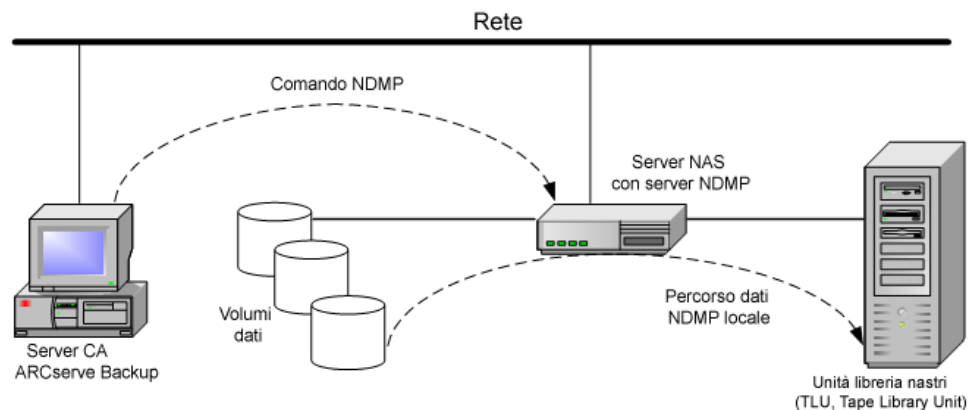 Rete
Comando NDMP
Server NAS
con server NDMP
Volumi
dati
Percorso dati
NDMP locale
Server CA
ARCserve Backup
Unità libreria nastri
(TLU, Tape Library Unit)